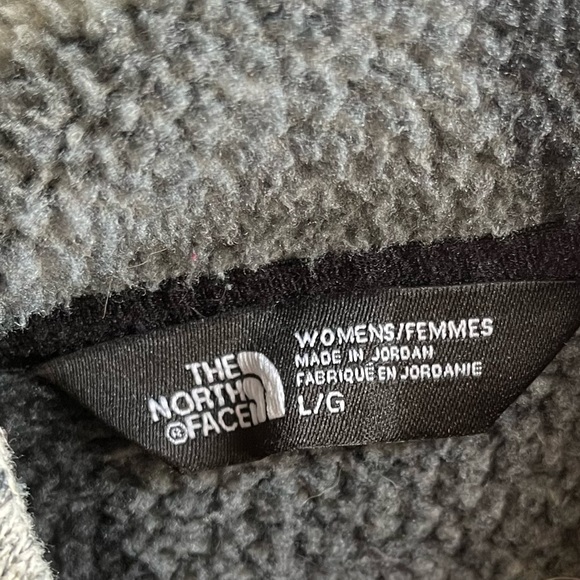 THE
NORTH
®FACE
WOMENS/FEMMES
MADE IN JORDAN
FABRIQUÉ EN JORDANIE
L/G